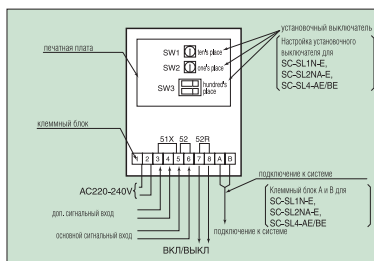 установочный выключатель
печатная плата
SW1 ten's place
SW2 one's place
SW3 hundred's place
Настройка установочного
выключателя для
SC-SL1N-E,
SC-SL2NA-E,
SC-SL4-AE/BE
клеммный блок
51X 52 52R
1 2 3 4 5 6 7 8 A B
AC220-240V
подключение к системе
Клеммный блок А и В для
SC-SL1N-E,
SC-SL2NA-E,
SC-SL4-AE/BE
доп. сигнальный вход
подключение к системе
основной сигнальный вход
ВКЛ/ВЫКЛ